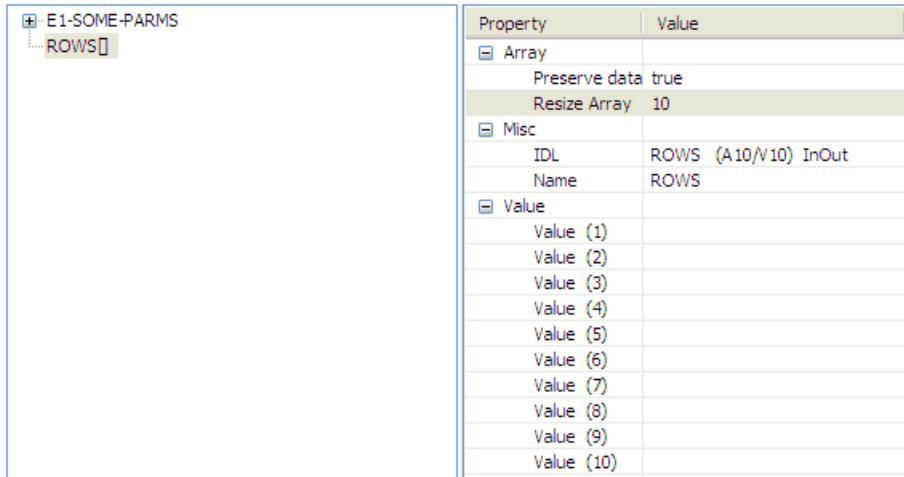 E1-SOME-PARMS
ROWS[]
Property Value
Array
Preserve data true
Resize Array 10
Misc
IDL ROWS (A10/V10) InOut
Name ROWS
Value
Value (1)
Value (2)
Value (3)
Value (4)
Value (5)
Value (6)
Value (7)
Value (8)
Value (9)
Value (10)